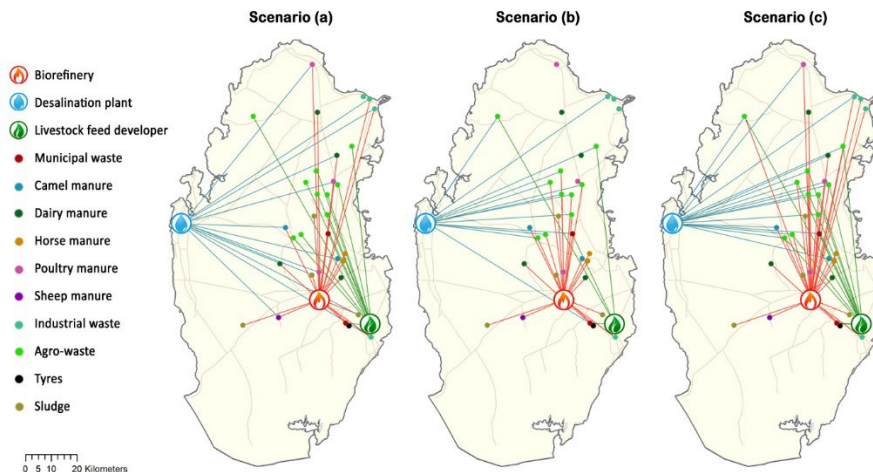 Scenario (a)
Scenario (b)
Scenario (c)
Biorefinery
Desalination plant
Livestock feed developer
Municipal waste
Camel manure
Dairy manure
Horse manure
Poultry manure
Sheep manure
Industrial waste
Agro-waste
Tyres
Sludge
0 5 10 20 Kilometers